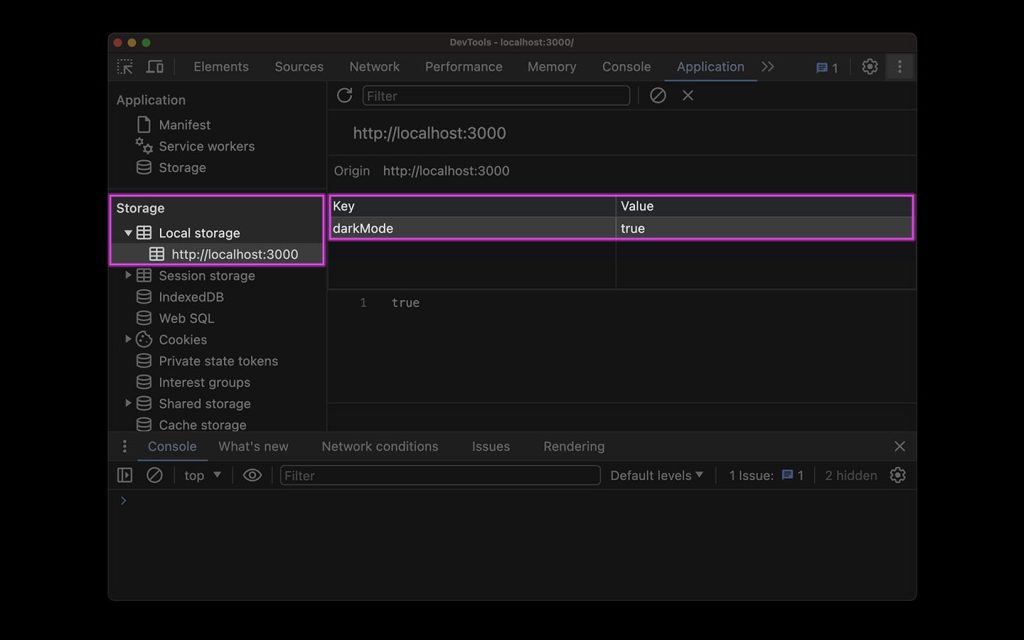 DevTools - localhost:3000/
Elements Sources Network Performance Memory Console Application 1
Application
Manifest
Service workers
Storage
Storage
Local storage
http://localhost:3000
Session storage
IndexedDB
Web SQL
Cookies
Private state tokens
Interest groups
Shared storage
Cache storage
Filter
http://localhost:3000
Origin http://localhost:3000
Key Value
darkMode true
1 true
Console What's new Network conditions Issues Rendering
top Filter Default levels 1 Issue: 1 2 hidden